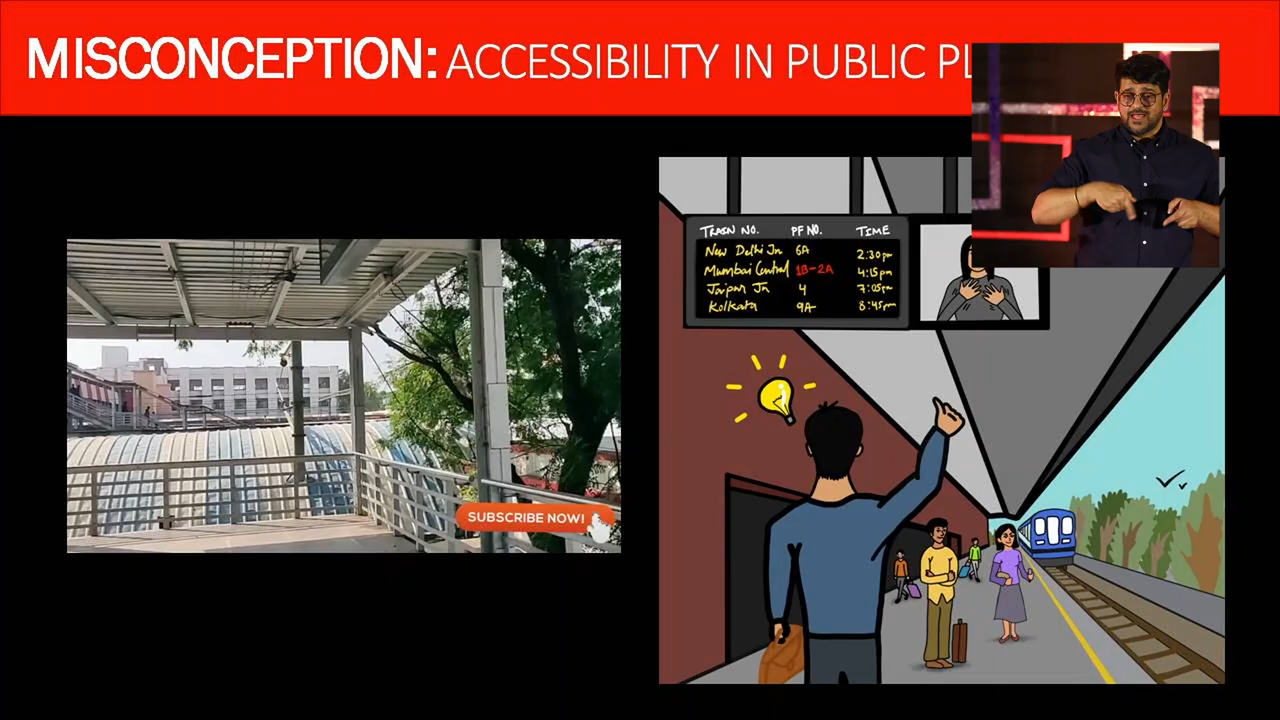 MISCONCEPTION: ACCESSIBILITY IN PUBLIC
TRAIN NO. PF NO. TIME
New Delhi Jn 6A 2:30pm
Mumbai Central 1B-2A 4:15pm
Jaipur Jn 4 7:05pm
Kolkata 9A 8:45pm
SUBSCRIBE NOW!